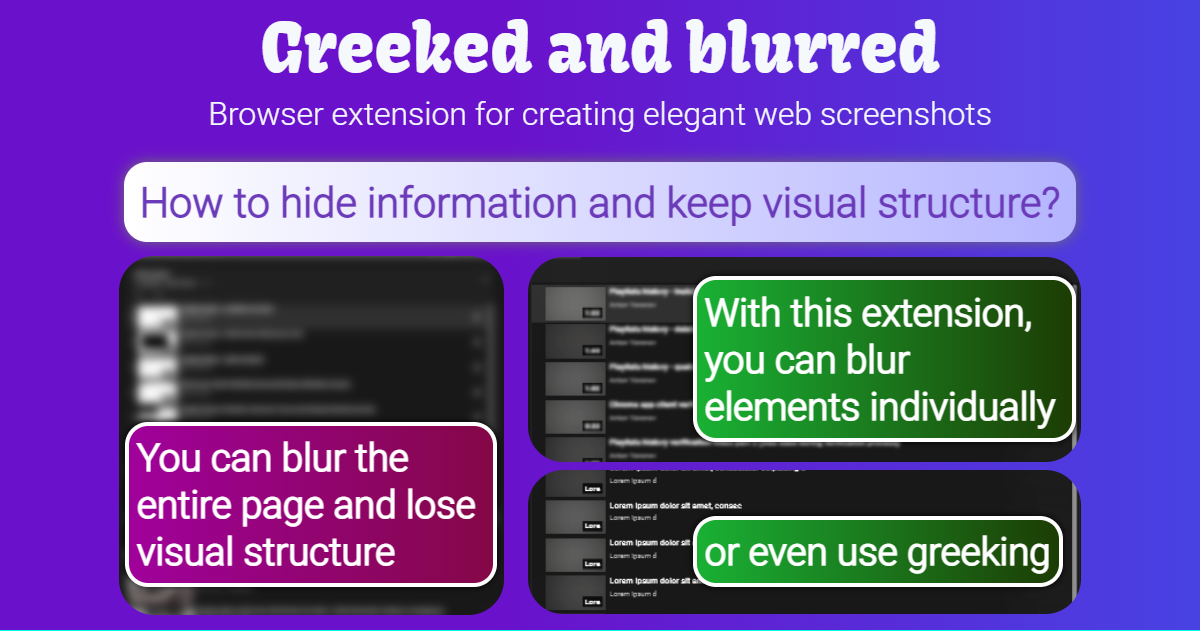 Greeked and blurred
Browser extension for creating elegant web screenshots
How to hide information and keep visual structure?
You can blur the
entire page and lose
visual structure
With this extension,
you can blur
elements individually
Lore
Lorem Ipsum d
Lorem Ipsum dolor sit amet, consec
Lorem Ipsum d
Lore
Lorem Ipsum dolor sit
Lorem Ipsum d
Lore
Lorem Ipsum dolor sit
Lorem Ipsum d
Lore
or even use greeking